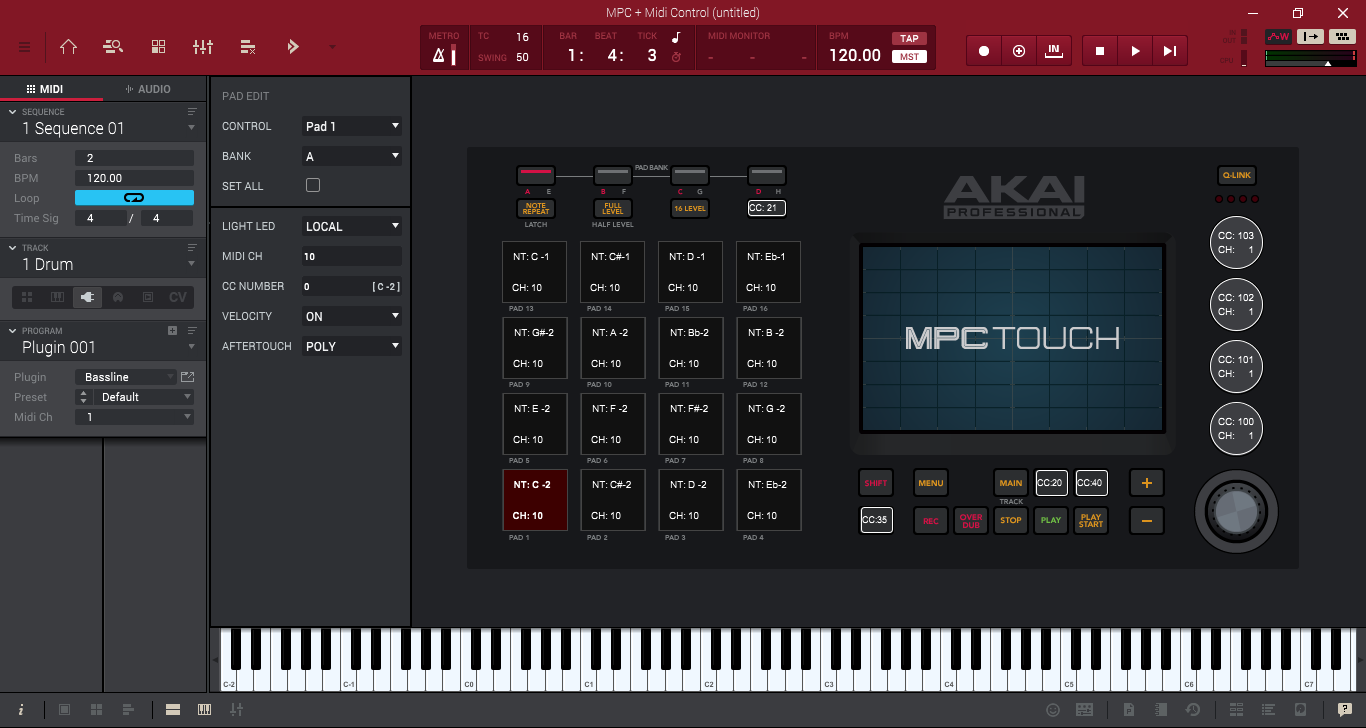 MPC + Midi Control (untitled)
METRO
TC 16
SWING 50
BAR BEAT TICK
1: 4: 3
MIDI MONITOR
- - -
BPM
120.00
TAP
MST
IN
IN
OUT
CPU
W
MIDI
AUDIO
SEQUENCE
1 Sequence 01
Bars 2
BPM 120.00
Loop
Time Sig 4 / 4
TRACK
1 Drum
CV
PROGRAM
Plugin 001
Plugin Bassline
Preset Default
Midi Ch 1
PAD EDIT
CONTROL Pad 1
BANK A
SET ALL
LIGHT LED LOCAL
MIDI CH 10
CC NUMBER 0 [ C -2 ]
VELOCITY ON
AFTERTOUCH POLY
PAD BANK
A E B F C G D H
NOTE REPEAT
FULL LEVEL
16 LEVEL
CC: 21
LATCH
HALF LEVEL
NT: C -1 NT: C#-1 NT: D -1 NT: Eb-1
CH: 10 CH: 10 CH: 10 CH: 10
PAD 13 PAD 14 PAD 15 PAD 16
NT: G#-2 NT: A -2 NT: Bb-2 NT: B -2
CH: 10 CH: 10 CH: 10 CH: 10
PAD 9 PAD 10 PAD 11 PAD 12
NT: E -2 NT: F -2 NT: F#-2 NT: G -2
CH: 10 CH: 10 CH: 10 CH: 10
PAD 5 PAD 6 PAD 7 PAD 8
NT: C -2 NT: C#-2 NT: D -2 NT: Eb-2
CH: 10 CH: 10 CH: 10 CH: 10
PAD 1 PAD 2 PAD 3 PAD 4
AKAI
PROFESSIONAL
MPC TOUCH
Q-LINK
CC: 103
CH: 1
CC: 102
CH: 1
CC: 101
CH: 1
CC: 100
CH: 1
SHIFT MENU MAIN CC:20 CC:40 +
TRACK
CC:35 REC OVER DUB STOP PLAY PLAY START −
C-2 C-1 C0 C1 C2 C3 C4 C5 C6 C7
i
P
?